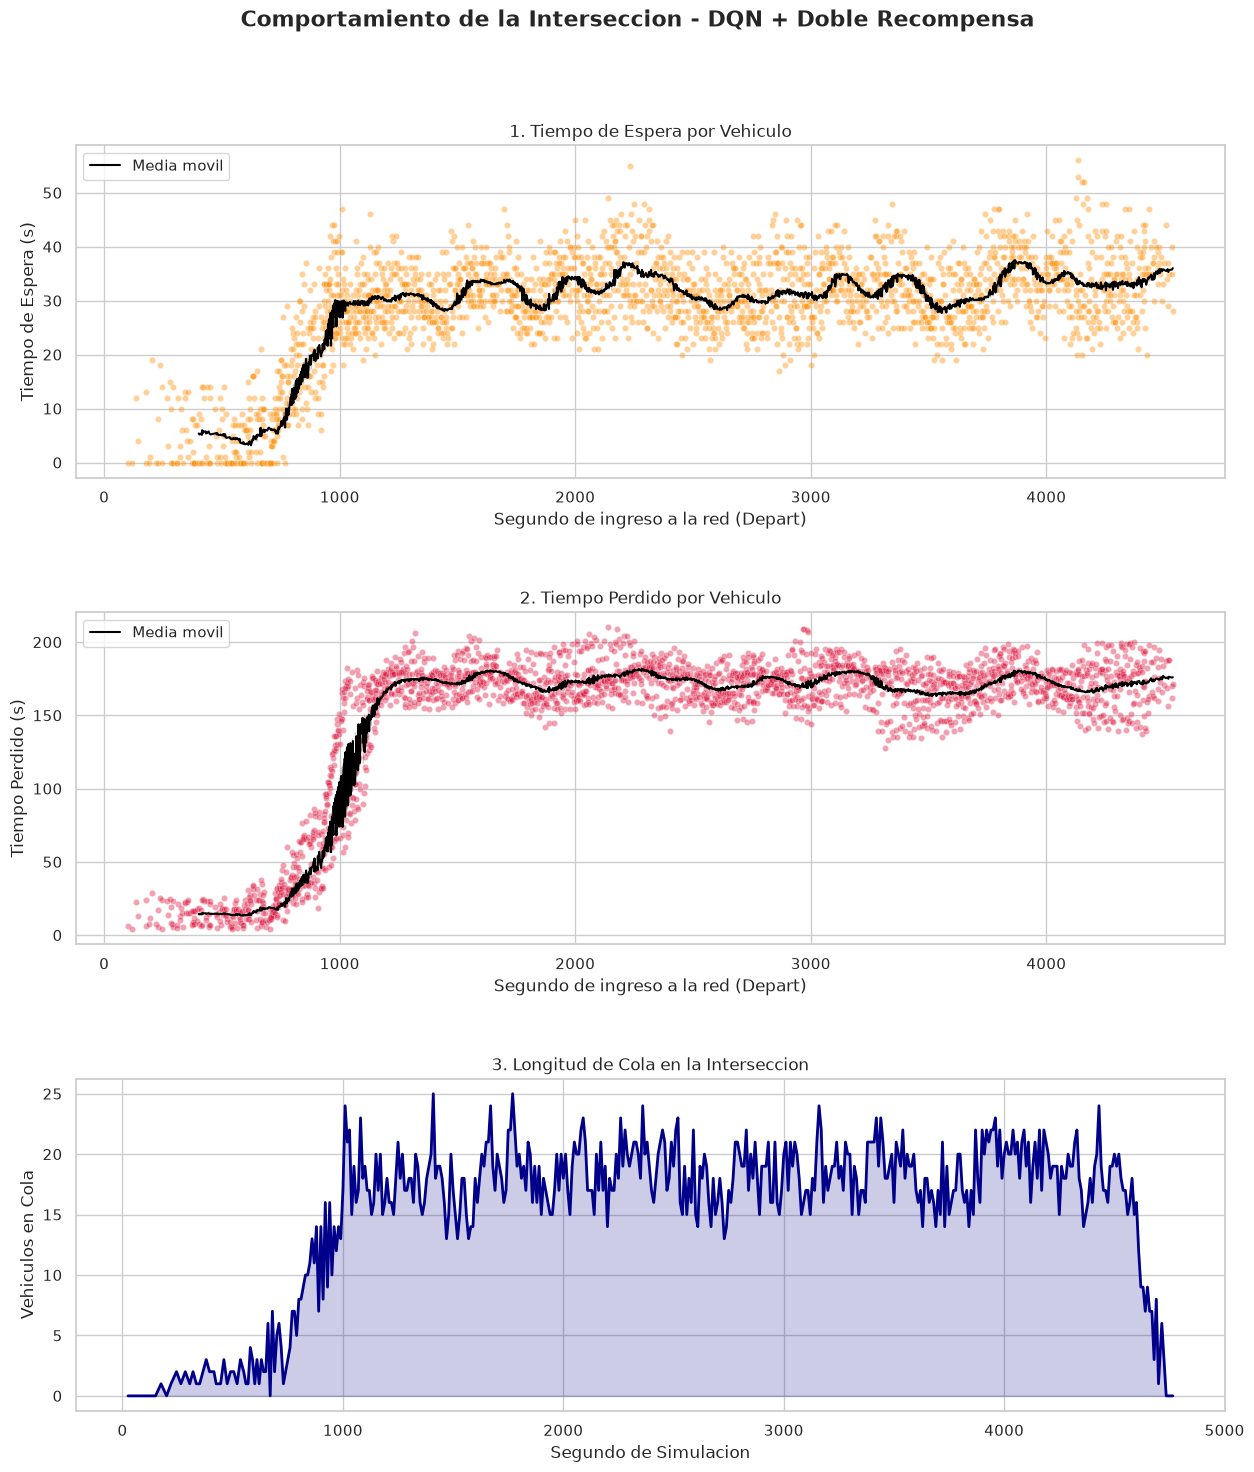 Comportamiento de la Interseccion - DQN + Doble Recompensa
1. Tiempo de Espera por Vehiculo
Media movil
Tiempo de Espera (s)
50
40
30
20
10
0
0 1000 2000 3000 4000
Segundo de ingreso a la red (Depart)
2. Tiempo Perdido por Vehiculo
Media movil
Tiempo Perdido (s)
200
150
100
50
0
0 1000 2000 3000 4000
Segundo de ingreso a la red (Depart)
3. Longitud de Cola en la Interseccion
Vehiculos en Cola
25
20
15
10
5
0
0 1000 2000 3000 4000 5000
Segundo de Simulacion